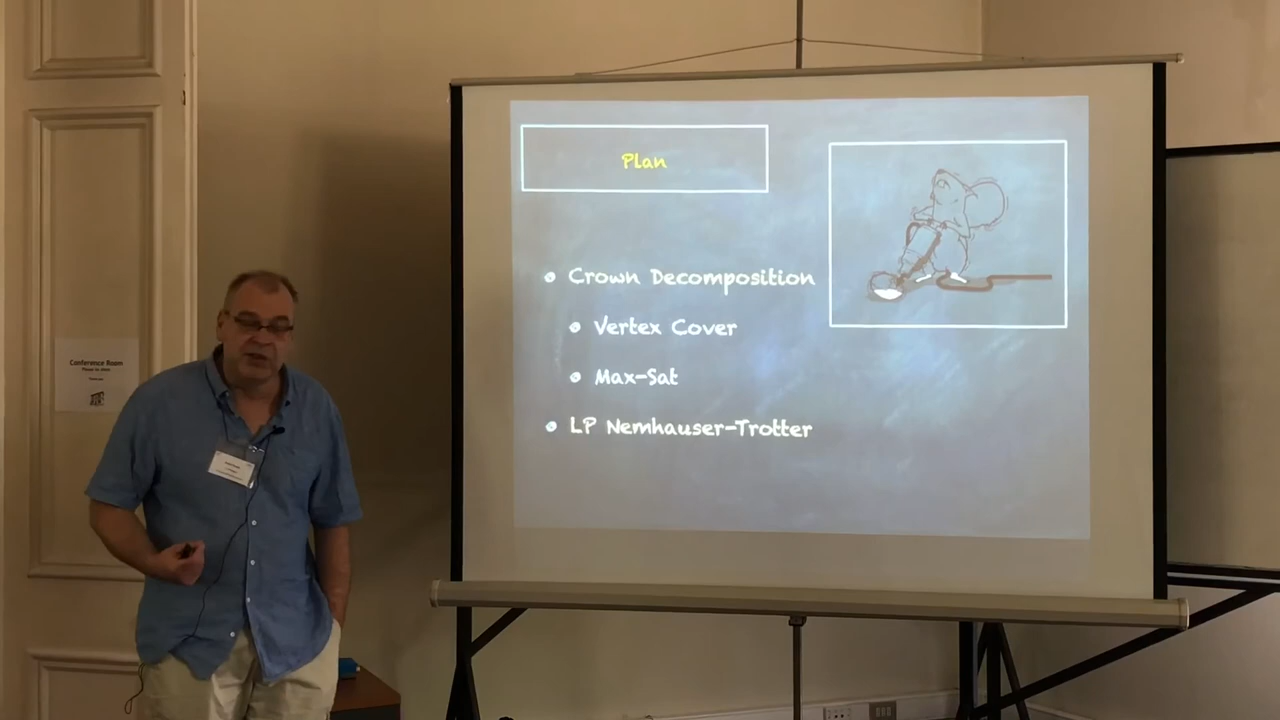 Plan
Crown Decomposition
Vertex Cover
Max-Sat
LP Nemhauser-Trotter
Conference Room